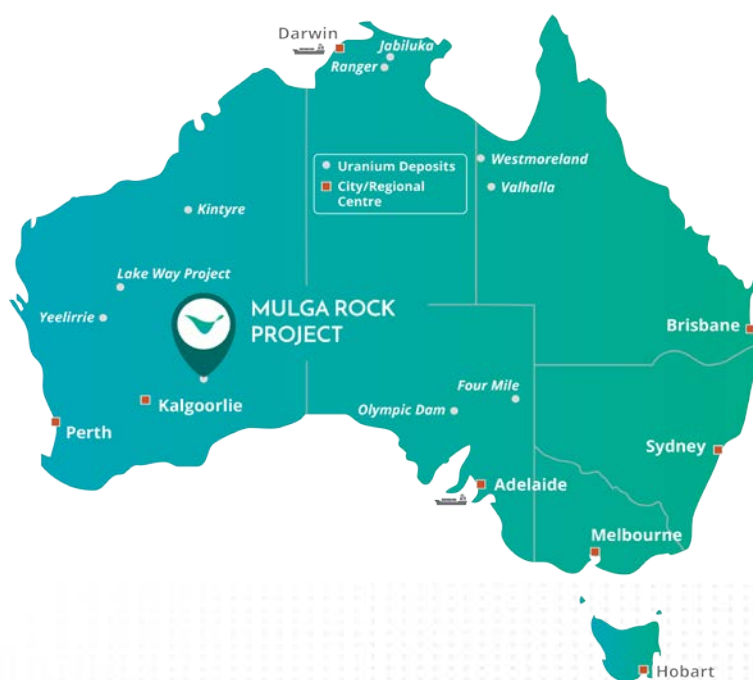 Darwin
Jabiluka
Ranger
Uranium Deposits
City/Regional
Centre
Westmoreland
Valhalla
Kintyre
Lake Way Project
Yeelirrie
MULGA ROCK
PROJECT
Brisbane
Kalgoorlie
Four Mile
Olympic Dam
Perth
Sydney
Adelaide
Melbourne
Hobart